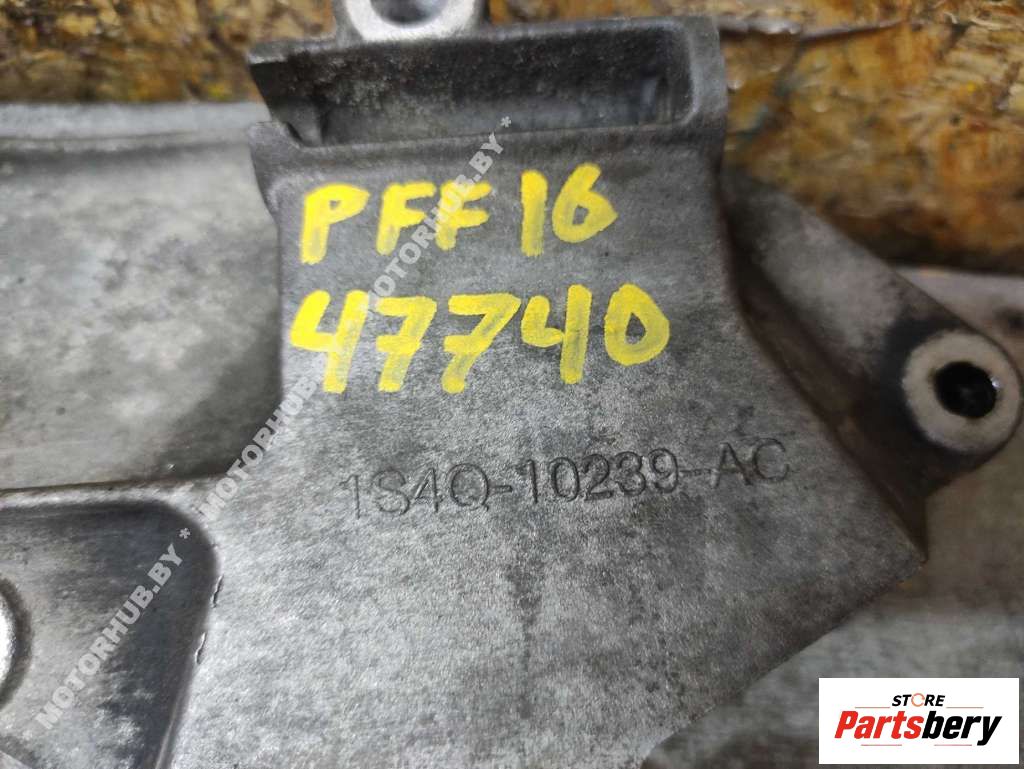 PFF16
47740
1S4Q-10239-AC
MOTORHUB.BY * MOTORHUB.BY * MOTORHUB.BY *
STORE
Partsbery